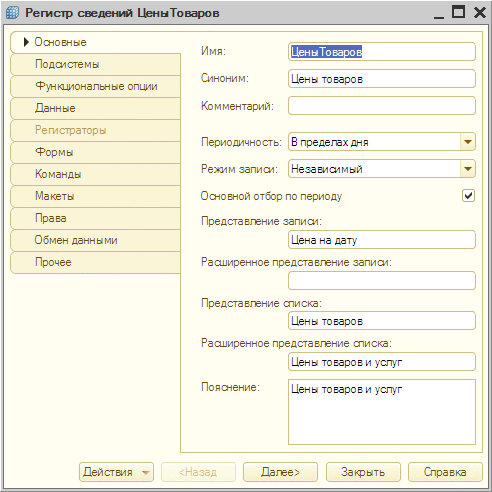 Регистр сведений ЦеныТоваров
Основные
Подсистемы
Функциональные опции
Данные
Регистраторы
Формы
Команды
Макеты
Права
Обмен данными
Прочее
Имя: ЦеныТоваров
Синоним: Цены товаров
Комментарий:
Периодичность: В пределах дня
Режим записи: Независимый
Основной отбор по периоду
Представление записи:
Цена на дату
Расширенное представление записи:
Представление списка:
Цены товаров
Расширенное представление списка:
Цены товаров и услуг
Пояснение: Цены товаров и услуг
Действия <Назад Далее> Закрыть Справка